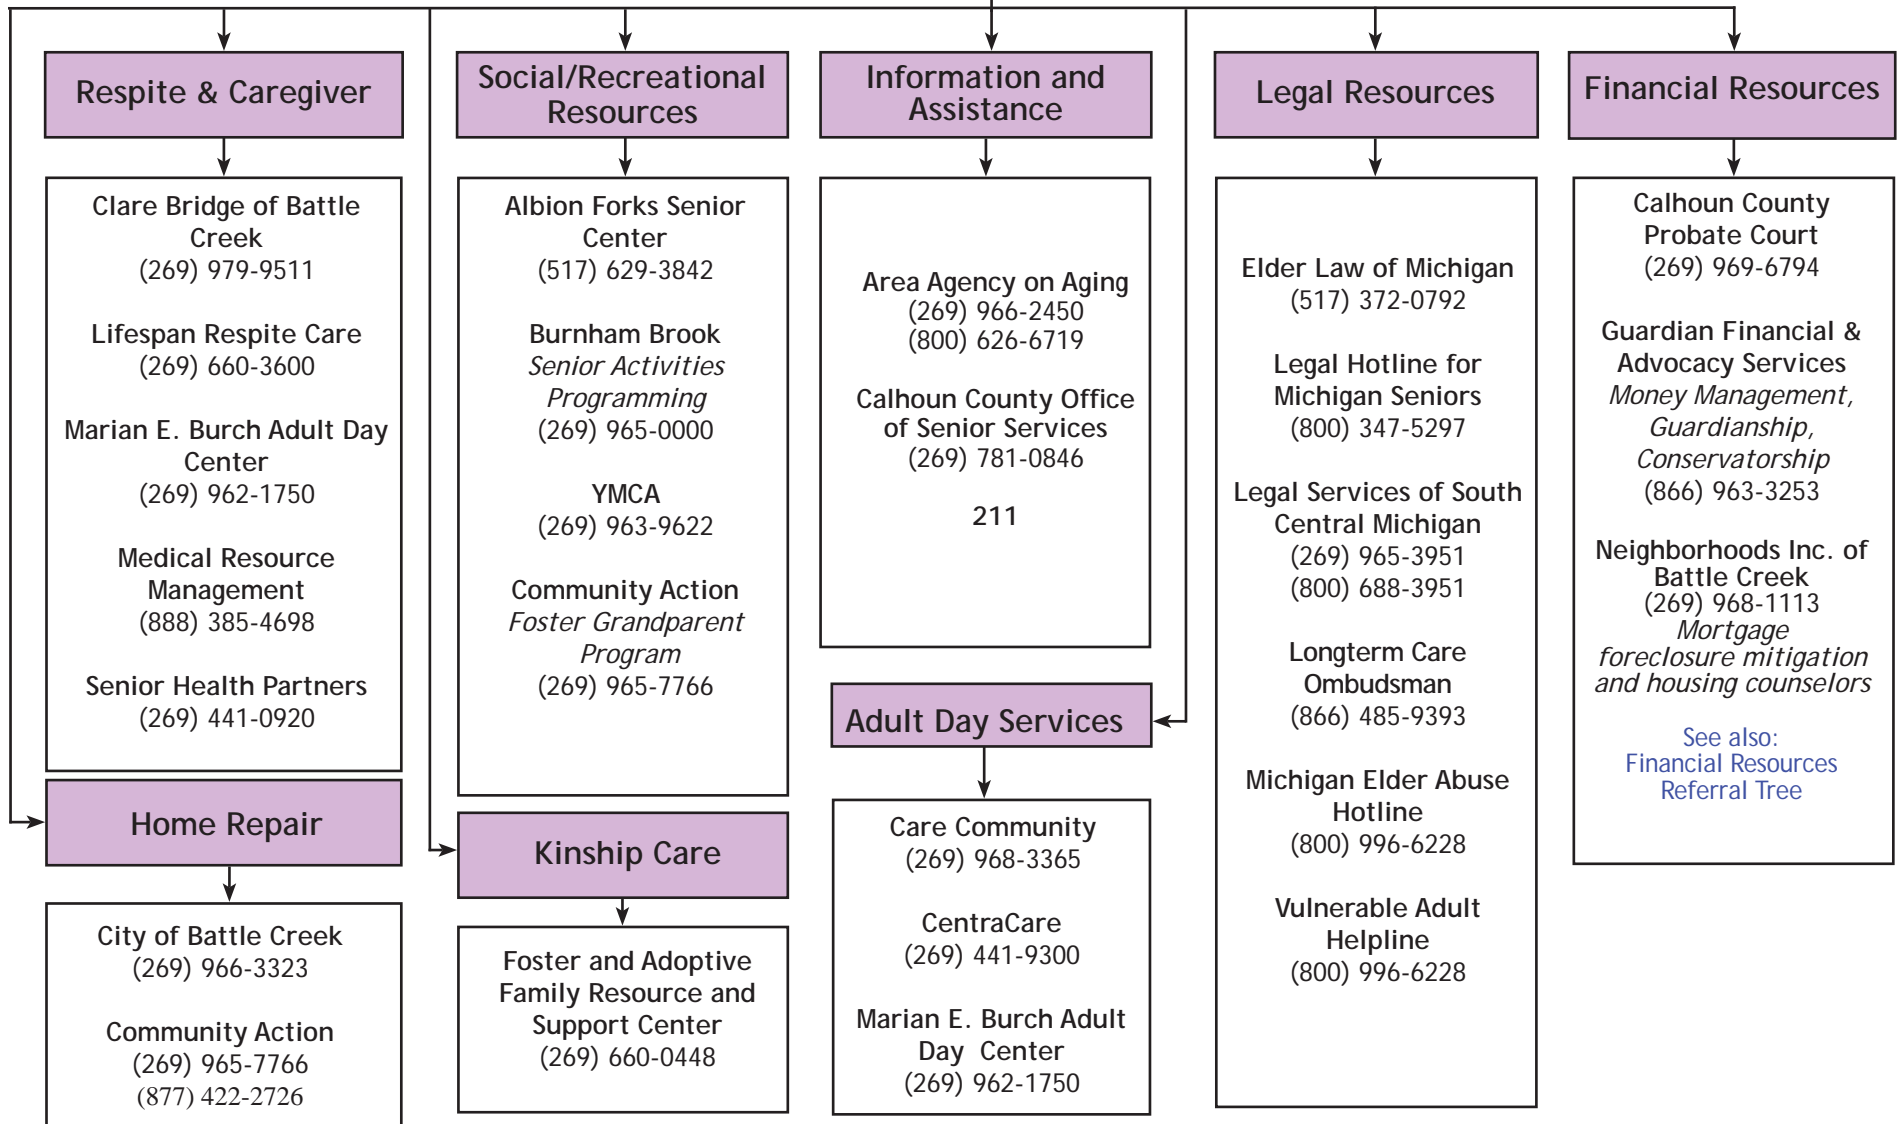 Respite & Caregiver
Clare Bridge of Battle
Creek
(269) 979-9511
Lifespan Respite Care
(269) 660-3600
Marian E. Burch Adult Day
Center
(269) 962-1750
Medical Resource
Management
(888) 385-4698
Senior Health Partners
(269) 441-0920
Home Repair
City of Battle Creek
(269) 966-3323
Community Action
(269) 965-7766
(877) 422-2726
Social/Recreational
Resources
Albion Forks Senior
Center
(517) 629-3842
Burnham Brook
Senior Activities
Programming
(269) 965-0000
YMCA
(269) 963-9622
Community Action
Foster Grandparent
Program
(269) 965-7766
Kinship Care
Foster and Adoptive
Family Resource and
Support Center
(269) 660-0448
Information and
Assistance
Area Agency on Aging
(269) 966-2450
(800) 626-6719
Calhoun County Office
of Senior Services
(269) 781-0846
211
Adult Day Services
Care Community
(269) 968-3365
CentraCare
(269) 441-9300
Marian E. Burch Adult
Day Center
(269) 962-1750
Legal Resources
Elder Law of Michigan
(517) 372-0792
Legal Hotline for
Michigan Seniors
(800) 347-5297
Legal Services of South
Central Michigan
(269) 965-3951
(800) 688-3951
Longterm Care
Ombudsman
(866) 485-9393
Michigan Elder Abuse
Hotline
(800) 996-6228
Vulnerable Adult
Helpline
(800) 996-6228
Financial Resources
Calhoun County
Probate Court
(269) 969-6794
Guardian Financial &
Advocacy Services
Money Management,
Guardianship,
Conservatorship
(866) 963-3253
Neighborhoods Inc. of
Battle Creek
(269) 968-1113
Mortgage
foreclosure mitigation
and housing counselors
See also:
Financial Resources
Referral Tree